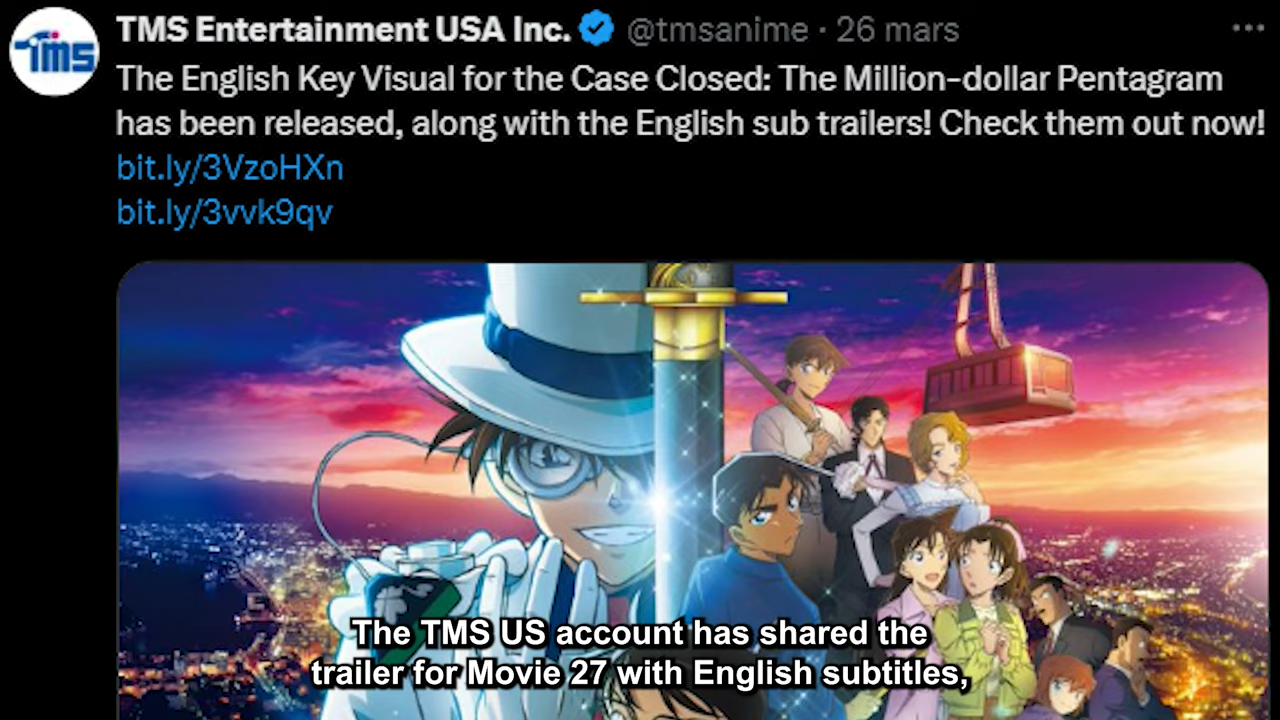 TMS
TMS Entertainment USA Inc. @tmsanime · 26 mars
The English Key Visual for the Case Closed: The Million-dollar Pentagram
has been released, along with the English sub trailers! Check them out now!
bit.ly/3VzoHXn
bit.ly/3vvk9qv
The TMS US account has shared the
trailer for Movie 27 with English subtitles,